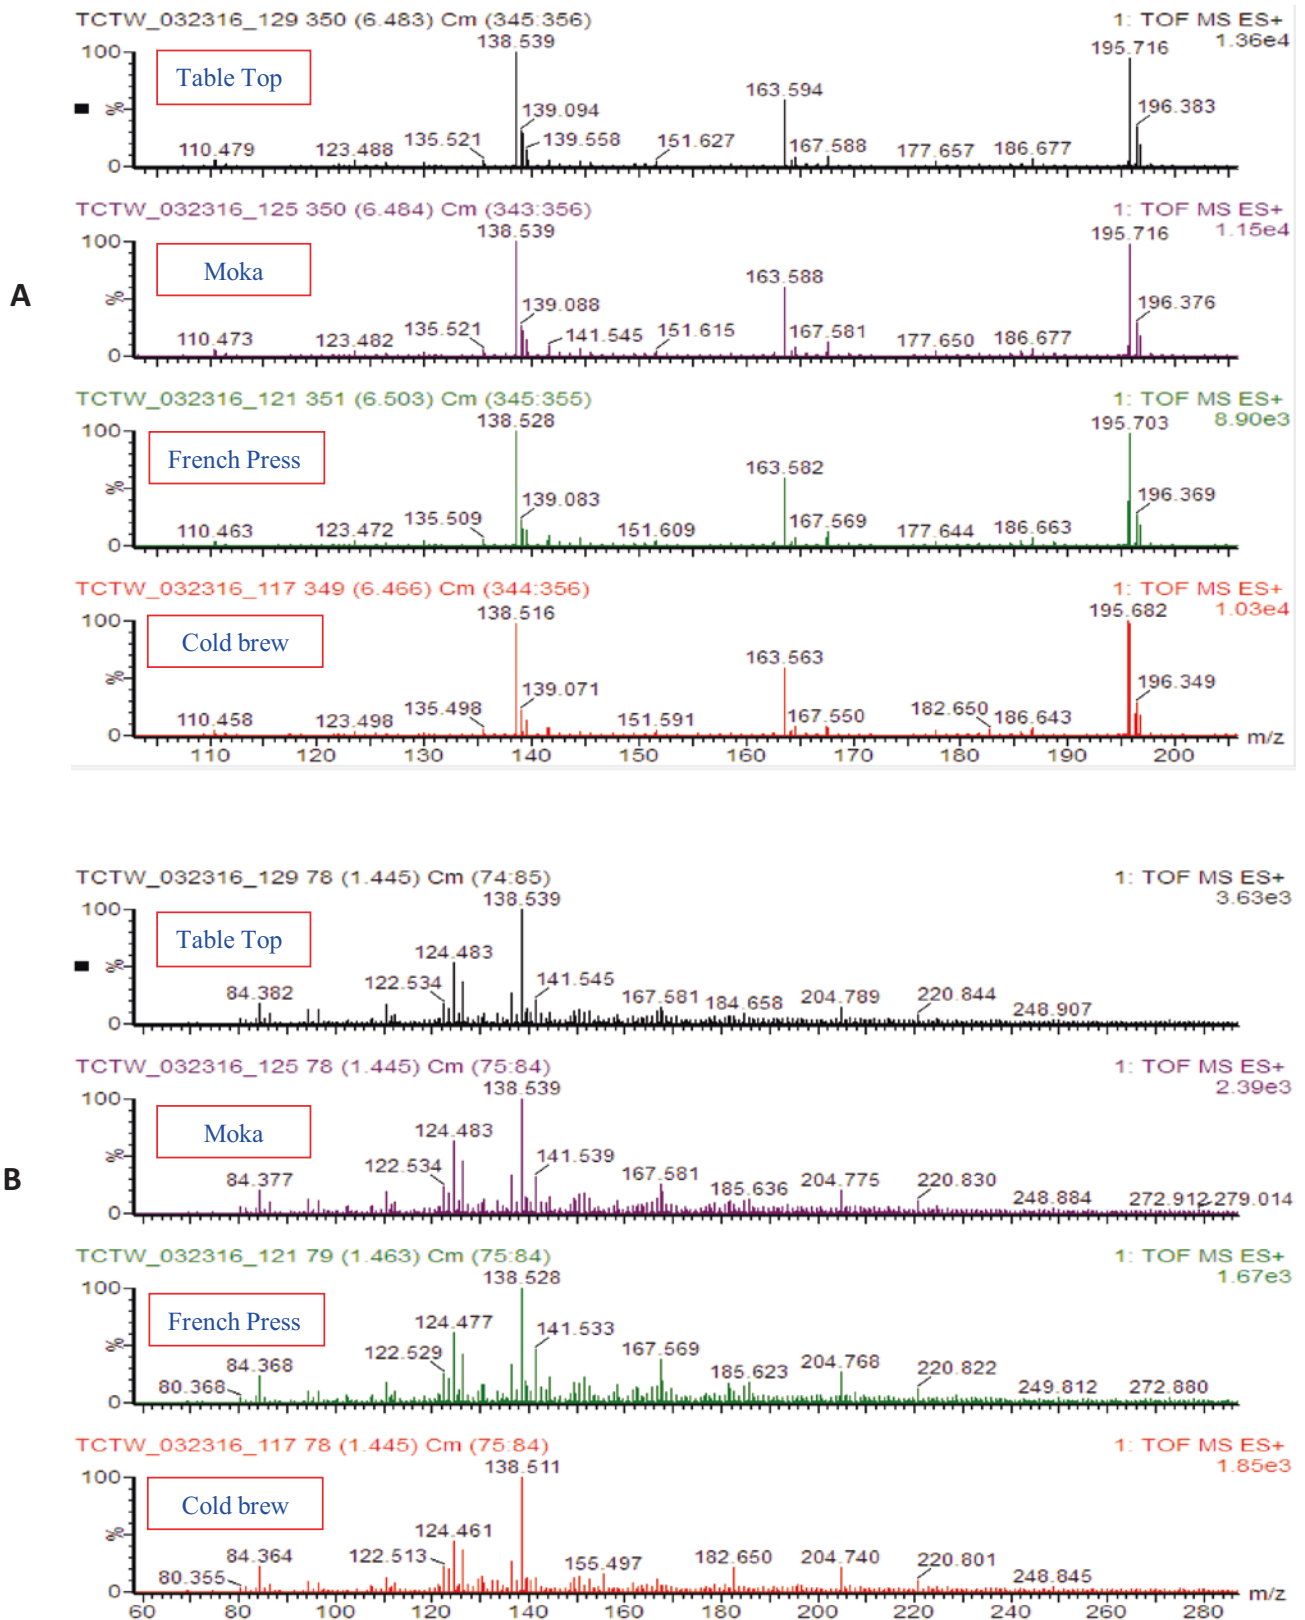 TCTW_032316_129 350 (6.483) Cm (345:356) 1: TOF MS ES+
138.539 195.716 1.36e4
100
Table Top
%
110.479 123.488 135.521 139.094 139.558 151.627 163.594 167.588 177.657 186.677 196.383
0
TCTW_032316_125 350 (6.484) Cm (343:356) 1: TOF MS ES+
138.539 195.716 1.15e4
100
Moka
%
110.473 123.482 135.521 139.088 141.545 151.615 163.588 167.581 177.650 186.677 196.376
0
A
TCTW_032316_121 351 (6.503) Cm (345:355) 1: TOF MS ES+
138.528 195.703 8.90e3
100
French Press
%
110.463 123.472 135.509 139.083 151.609 163.582 167.569 177.644 186.663 196.369
0
TCTW_032316_117 349 (6.466) Cm (344:356) 1: TOF MS ES+
138.516 195.682 1.03e4
100
Cold brew
%
110.458 123.498 135.498 139.071 151.591 163.563 167.550 182.650 186.643 196.349
0
110 120 130 140 150 160 170 180 190 200 m/z
TCTW_032316_129 78 (1.445) Cm (74:85) 1: TOF MS ES+
138.539 3.63e3
100
Table Top
%
84.382 122.534 124.483 141.545 167.581 184.658 204.789 220.844 248.907
0
TCTW_032316_125 78 (1.445) Cm (75:84) 1: TOF MS ES+
138.539 2.39e3
100
Moka
%
84.377 122.534 124.483 141.539 167.581 185.636 204.775 220.830 248.884 272.912 279.014
0
B
TCTW_032316_121 79 (1.463) Cm (75:84) 1: TOF MS ES+
138.528 1.67e3
100
French Press
%
80.368 84.368 122.529 124.477 141.533 167.569 185.623 204.768 220.822 249.812 272.880
0
TCTW_032316_117 78 (1.445) Cm (75:84) 1: TOF MS ES+
138.511 1.85e3
100
Cold brew
%
80.355 84.364 122.513 124.461 155.497 182.650 204.740 220.801 248.845
0
60 80 100 120 140 160 180 200 220 240 260 280 m/z